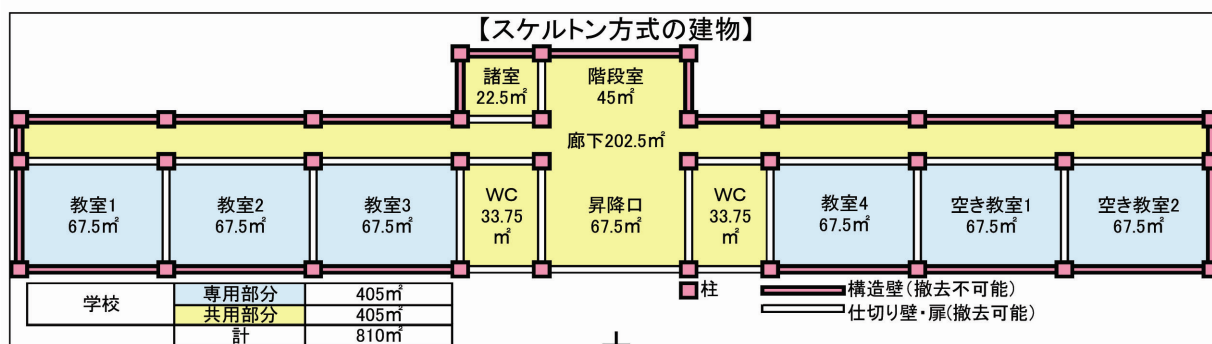 【スケルトン方式の建物】
諸室
22.5㎡
階段室
45㎡
廊下202.5㎡
教室1
67.5㎡
教室2
67.5㎡
教室3
67.5㎡
WC
33.75
㎡
昇降口
67.5㎡
WC
33.75
㎡
教室4
67.5㎡
空き教室1
67.5㎡
空き教室2
67.5㎡
学校
専用部分 405㎡
共用部分 405㎡
計 810㎡
柱
構造壁(撤去不可能)
仕切り壁・扉(撤去可能)